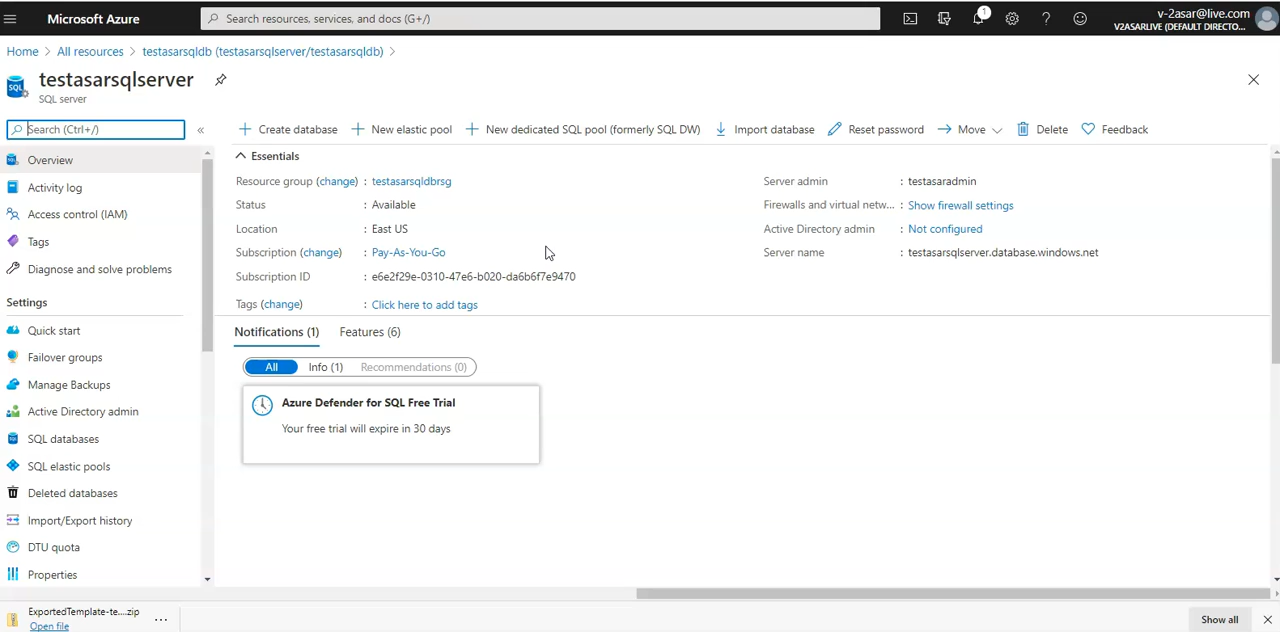 Microsoft Azure
Search resources, services, and docs (G+/)
1
v-2asar@live.com
V2ASARLIVE (DEFAULT DIRECTO...
Home > All resources > testasarsqldb (testasarsqlserver/testasarsqldb) >
SQL
testasarsqlserver
SQL server
Search (Ctrl+/)
«
Create database
New elastic pool
New dedicated SQL pool (formerly SQL DW)
Import database
Reset password
Move
Delete
Feedback
Overview
Activity log
Access control (IAM)
Tags
Diagnose and solve problems
Settings
Quick start
Failover groups
Manage Backups
Active Directory admin
SQL databases
SQL elastic pools
Deleted databases
Import/Export history
DTU quota
Properties
Essentials
Resource group (change) : testasarsqldbrsg
Status : Available
Location : East US
Subscription (change) : Pay-As-You-Go
Subscription ID : e6e2f29e-0310-47e6-b020-da6b6f7e9470
Tags (change) : Click here to add tags
Server admin : testasaradmin
Firewalls and virtual netw... : Show firewall settings
Active Directory admin : Not configured
Server name : testasarsqlserver.database.windows.net
Notifications (1) Features (6)
All Info (1) Recommendations (0)
Azure Defender for SQL Free Trial
Your free trial will expire in 30 days
ExportedTemplate-te....zip
Open file
...
Show all